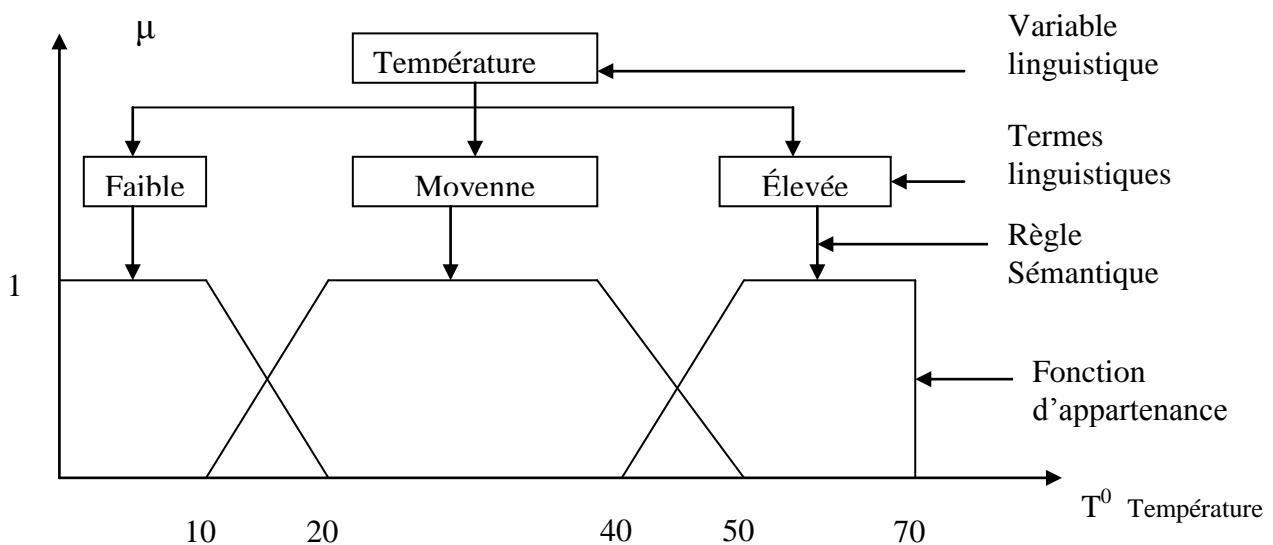 μ
Variable
linguistique
Température
Termes
linguistiques
Faible
Moyenne
Élevée
Règle
Sémantique
1
Fonction
d’appartenance
10 20 40 50 70
T⁰ Température